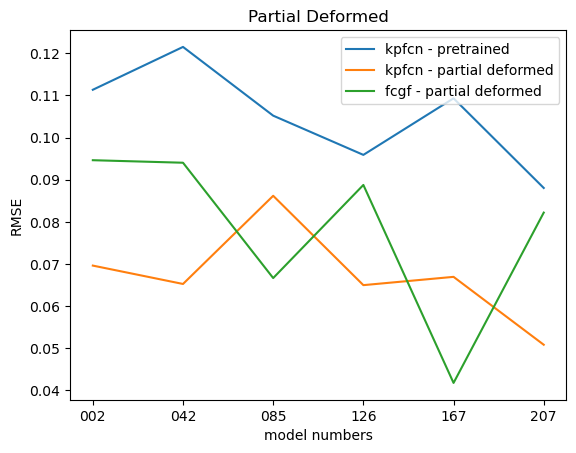 Partial Deformed
kpfcn - pretrained
kpfcn - partial deformed
fcgf - partial deformed
RMSE
0.12
0.11
0.10
0.09
0.08
0.07
0.06
0.05
0.04
002 042 085 126 167 207
model numbers